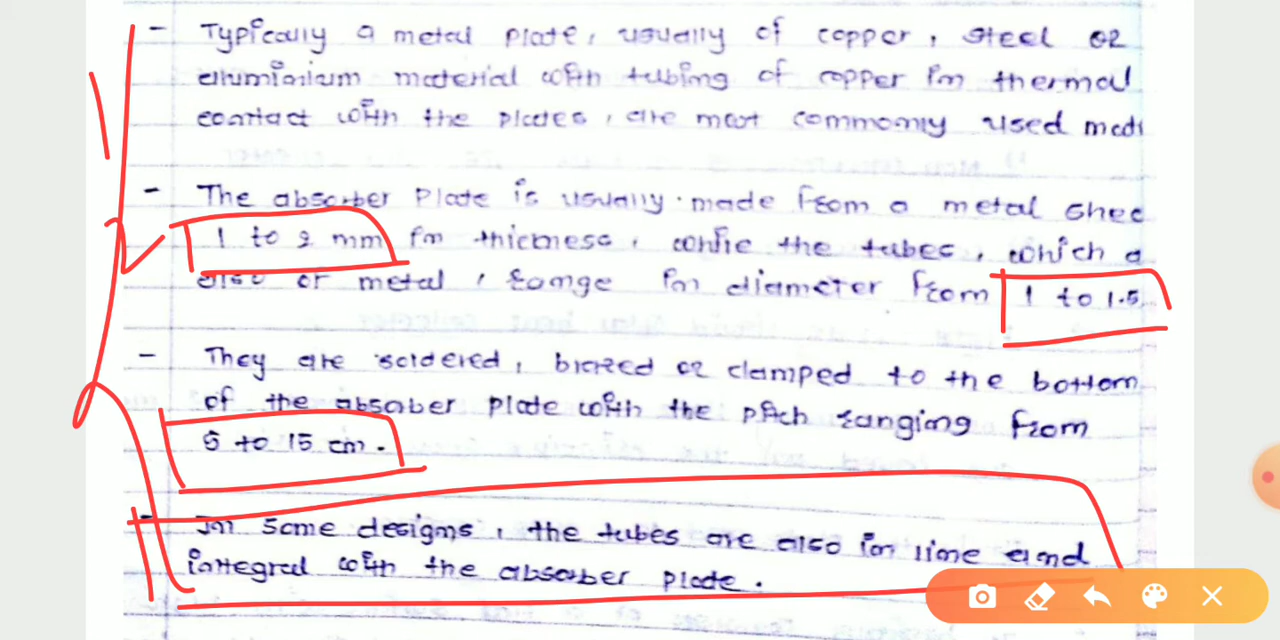 - Typically a metal plate, usually of copper, steel or
aluminium material with tubing of copper in thermal
contact with the plates, are most commonly used mati
- The absorber plate is usually made from a metal shee
1 to 2 mm in thickness, while the tubes, which a
also of metal, range in diameter from 1 to 1.5
- They are soldered, brazed or clamped to the bottom
of the absober plate with the pitch ranging from
5 to 15 cm.
- In some designs, the tubes are also in line and
integral with the absorber plate.